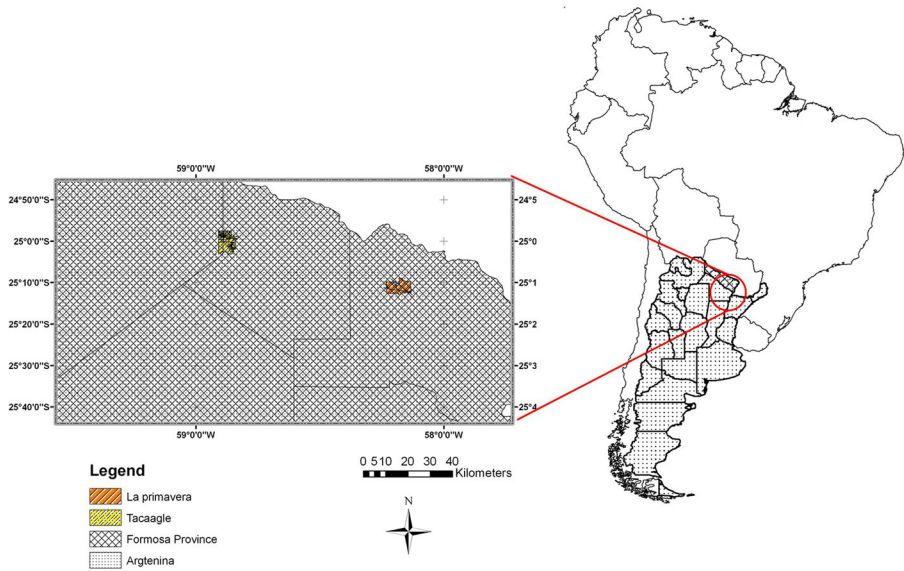 59°0'0"W
58°0'0"W
24°50'0"S
24°5
25°0'0"S
25°0
25°10'0"S
25°1
25°20'0"S
25°2
25°30'0"S
25°3
25°40'0"S
25°4
59°0'0"W
58°0'0"W
Legend
La primavera
Tacaagle
Formosa Province
Argtenina
0 5 10 20 30 40
Kilometers
N